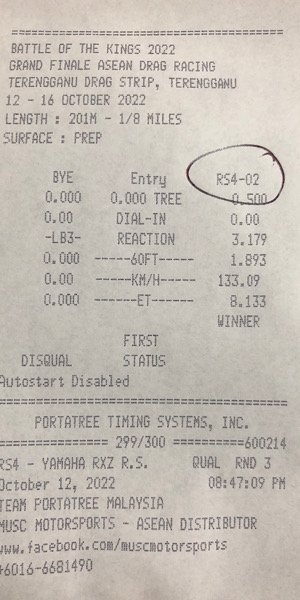 ==========================================
BATTLE OF THE KINGS 2022
GRAND FINALE ASEAN DRAG RACING
TERENGGANU DRAG STRIP, TERENGGANU
12 - 16 OCTOBER 2022
LENGTH : 201M - 1/8 MILES
SURFACE : PREP
BYE Entry RS4-02
0.000 0.000 TREE 0.500
0.00 DIAL-IN 0.00
-LB3- REACTION 3.179
0.000 -----60FT----- 1.893
0.00 -----KM/H----- 133.09
0.000 ------ET------ 8.133
WINNER
FIRST
DISQUAL STATUS
Autostart Disabled
==========================================
PORTATREE TIMING SYSTEMS, INC.
=============== 299/300 ==========600214
RS4 - YAMAHA RXZ R.S. QUAL RND 3
October 12, 2022 08:47:09 PM
TEAM PORTATREE MALAYSIA
MUSC MOTORSPORTS - ASEAN DISTRIBUTOR
www.facebook.com/muscmotorsports
+6016-6681490